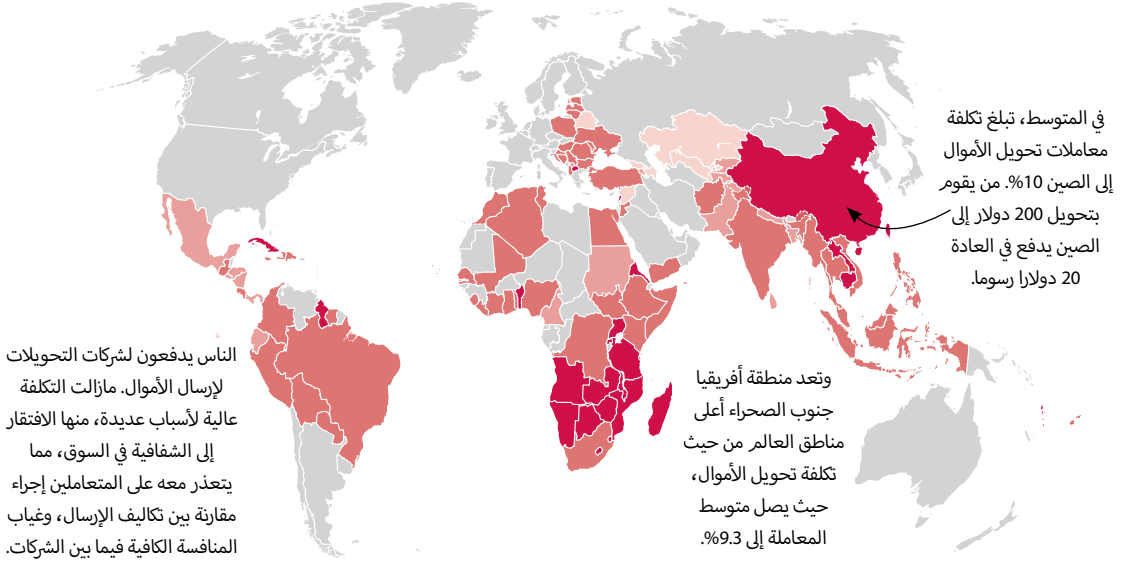 في المتوسط، تبلغ تكلفة
معاملات تحويل الأموال
إلى الصين 10%. من يقوم
بتحويل 200 دولار إلى
الصين يدفع في العادة
20 دولارا رسوما.
الناس يدفعون لشركات التحويلات
لإرسال الأموال. مازالت التكلفة
عالية لأسباب عديدة، منها الافتقار
إلى الشفافية في السوق، مما
يتعذر معه على المتعاملين إجراء
مقارنة بين تكاليف الإرسال، وغياب
المنافسة الكافية فيما بين الشركات.
وتعد منطقة أفريقيا
جنوب الصحراء أعلى
مناطق العالم من حيث
تكلفة تحويل الأموال،
حيث يصل متوسط
المعاملة إلى 9.3%.